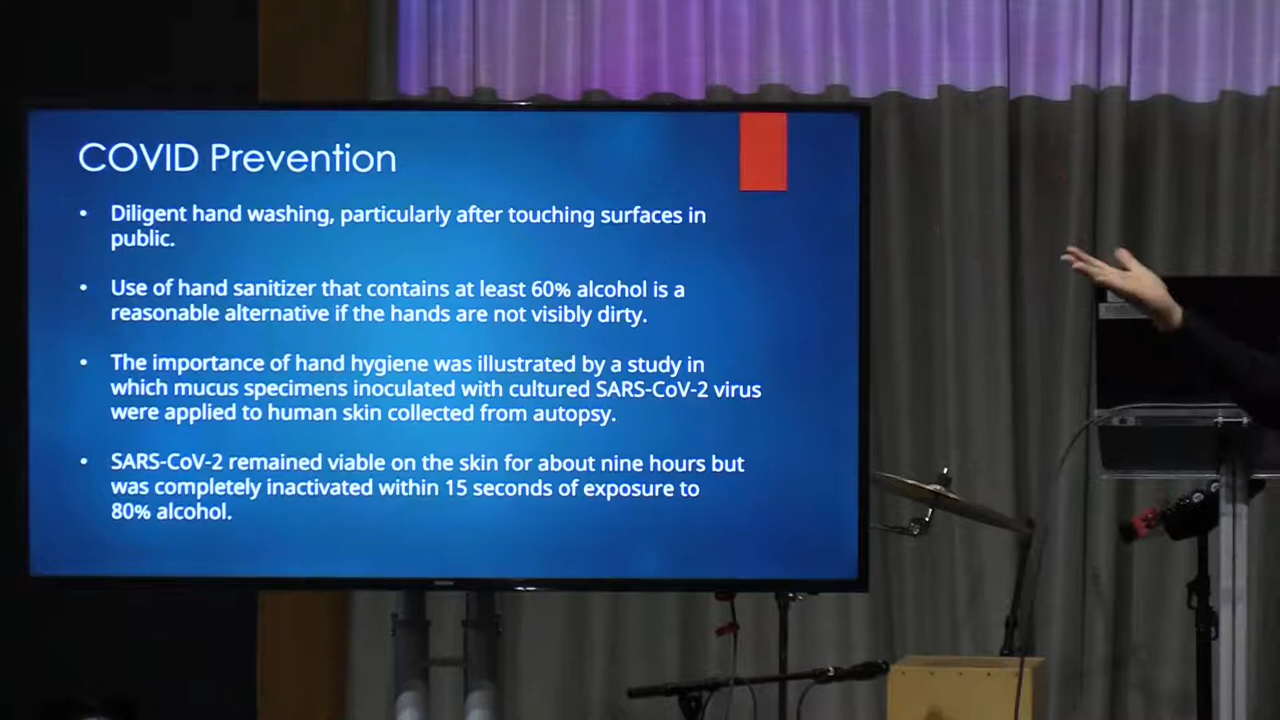 COVID Prevention
• Diligent hand washing, particularly after touching surfaces in
public.
• Use of hand sanitizer that contains at least 60% alcohol is a
reasonable alternative if the hands are not visibly dirty.
• The importance of hand hygiene was illustrated by a study in
which mucus specimens inoculated with cultured SARS-CoV-2 virus
were applied to human skin collected from autopsy.
• SARS-CoV-2 remained viable on the skin for about nine hours but
was completely inactivated within 15 seconds of exposure to
80% alcohol.